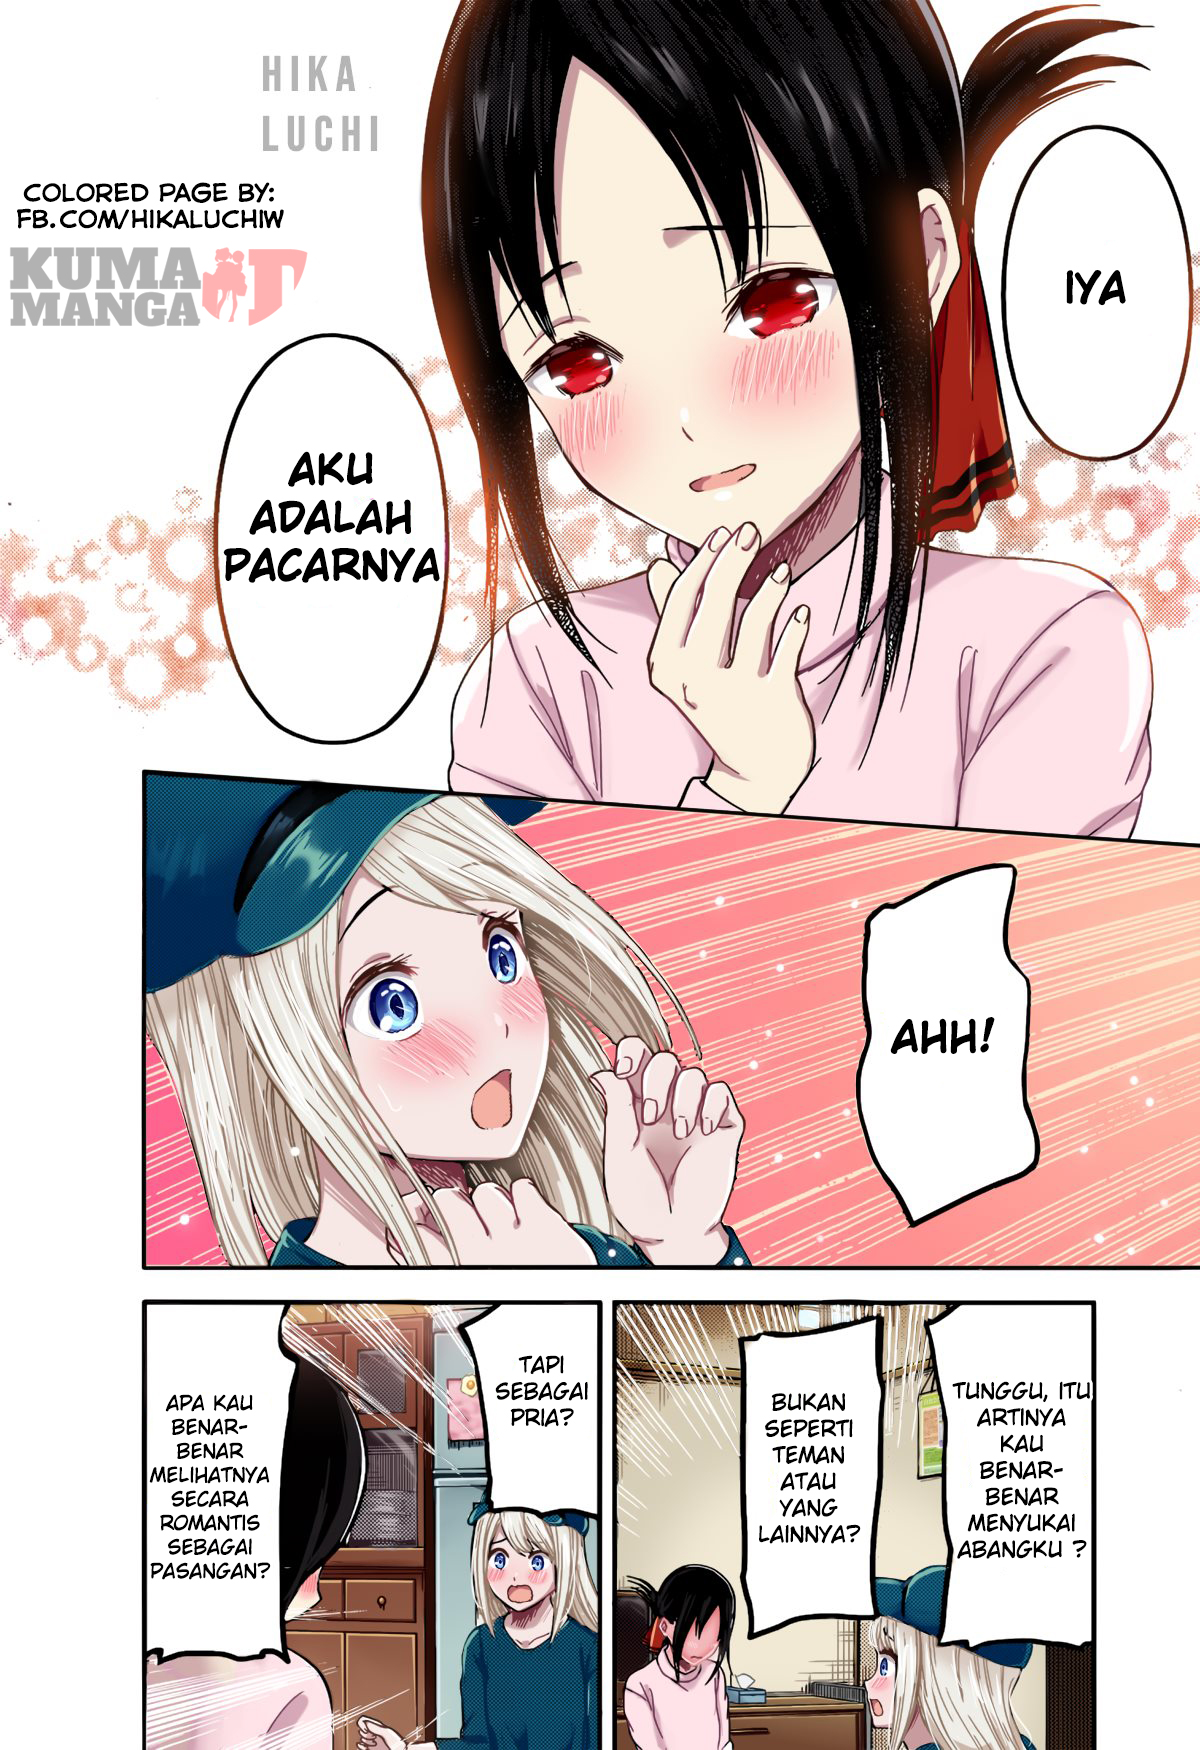 HIKA
LUCHI
COLORED PAGE BY:
FB.COM/HIKALUCHIW
KUMA
MANGA
IYA
AKU
ADALAH
PACARNYA
AHH!
TUNGGU, ITU
ARTINYA
KAU
BENAR-
BENAR
MENYUKAI
ABANGKU ?
BUKAN
SEPERTI
TEMAN
ATAU
YANG
LAINNYA?
TAPI
SEBAGAI
PRIA?
APA KAU
BENAR-
BENAR
MELIHATNYA
SECARA
ROMANTIS
SEBAGAI
PASANGAN?